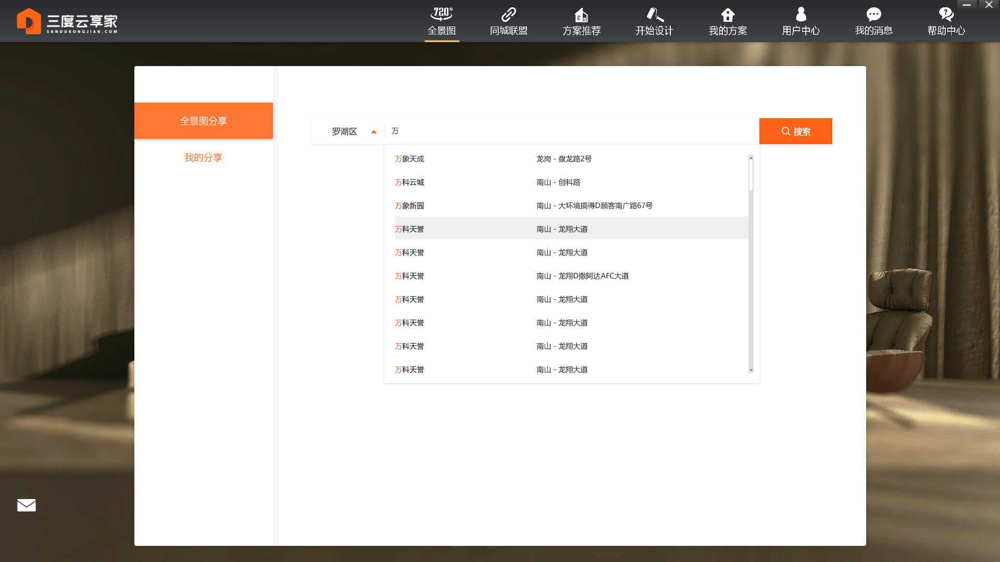 三度云享家
SANDUKONGJIAN.COM
720°
全景图
同城联盟
方案推荐
开始设计
我的方案
用户中心
我的消息
帮助中心
全景图分享
我的分享
罗湖区
万
搜索
万象天成 龙岗 - 盘龙路2号
万科云城 南山 - 创科路
万象新园 南山 - 大环境搞得D顾客南广路67号
万科天誉 南山 - 龙翔大道
万科天誉 南山 - 龙翔大道
万科天誉 南山 - 龙翔D撒阿达AFC大道
万科天誉 南山 - 龙翔大道
万科天誉 南山 - 龙翔大道
万科天誉 南山 - 龙翔大道
万科天誉 南山 - 龙翔大道